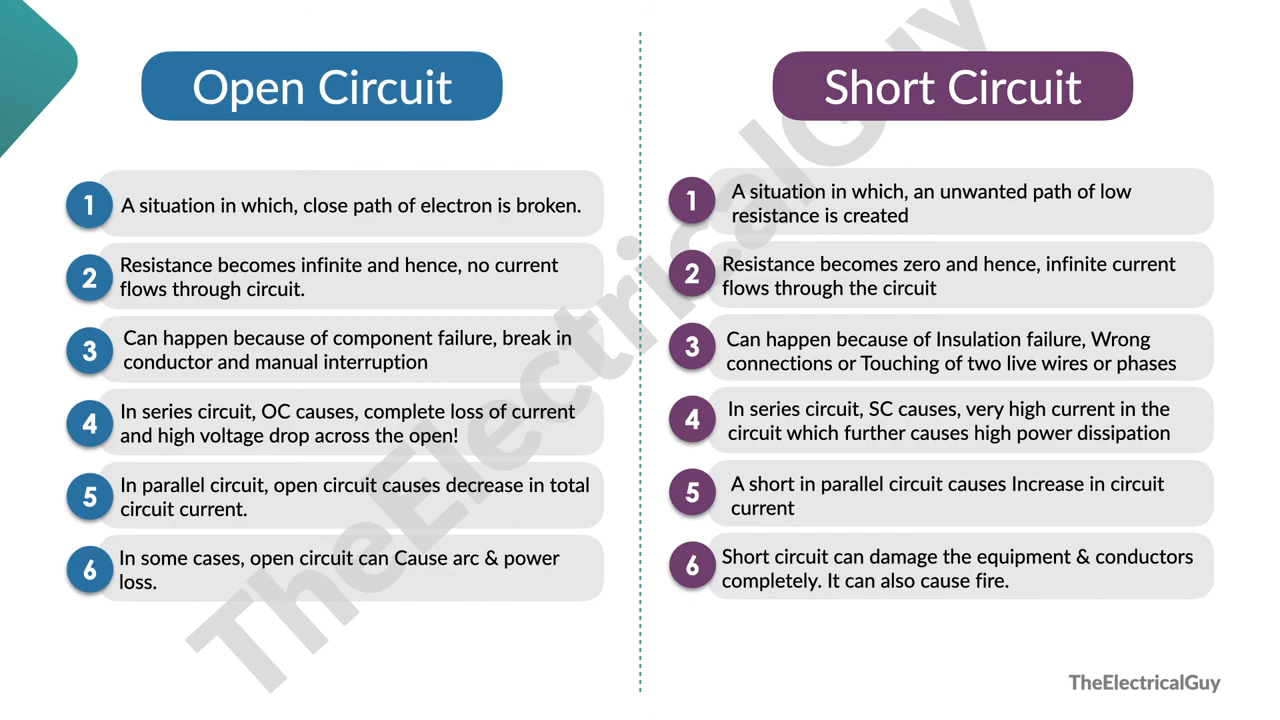 Open Circuit
1
A situation in which, close path of electron is broken.
2
Resistance becomes infinite and hence, no current
flows through circuit.
3
Can happen because of component failure, break in
conductor and manual interruption
4
In series circuit, OC causes, complete loss of current
and high voltage drop across the open!
5
In parallel circuit, open circuit causes decrease in total
circuit current.
6
In some cases, open circuit can Cause arc & power
loss.
Short Circuit
1
A situation in which, an unwanted path of low
resistance is created
2
Resistance becomes zero and hence, infinite current
flows through the circuit
3
Can happen because of Insulation failure, Wrong
connections or Touching of two live wires or phases
4
In series circuit, SC causes, very high current in the
circuit which further causes high power dissipation
5
A short in parallel circuit causes Increase in circuit
current
6
Short circuit can damage the equipment & conductors
completely. It can also cause fire.
TheElectricalGuy
TheElectricalGuy